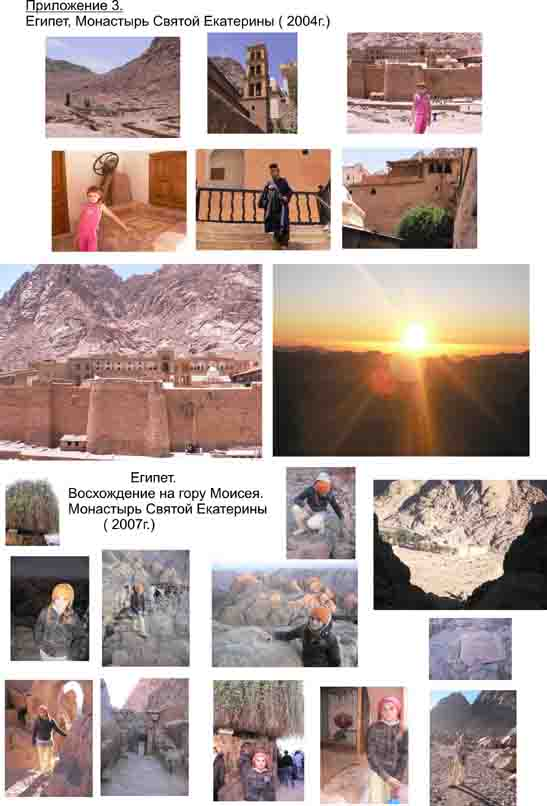 Приложение 3.
Египет, Монастырь Святой Екатерины ( 2004г.)
Египет.
Восхождение на гору Моисея.
Монастырь Святой Екатерины
( 2007г.)